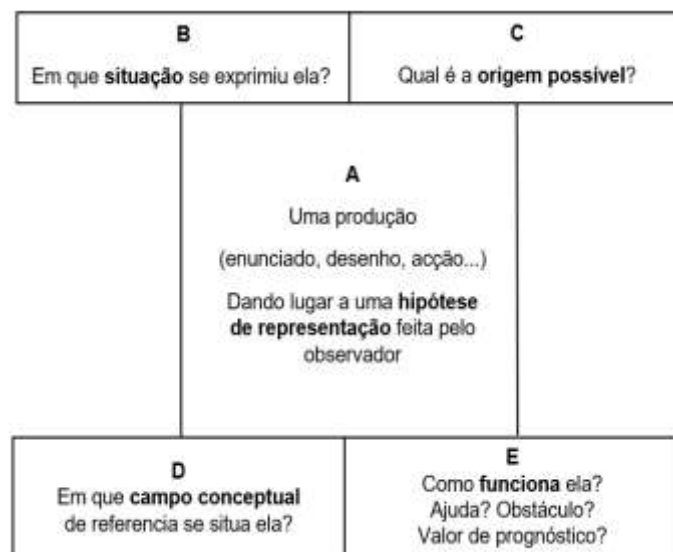 B
Em que situação se exprimiu ela?
C
Qual é a origem possível?
A
Uma produção
(enunciado, desenho, acção...)
Dando lugar a uma hipótese
de representação feita pelo
observador
D
Em que campo conceptual
de referencia se situa ela?
E
Como funciona ela?
Ajuda? Obstáculo?
Valor de prognóstico?